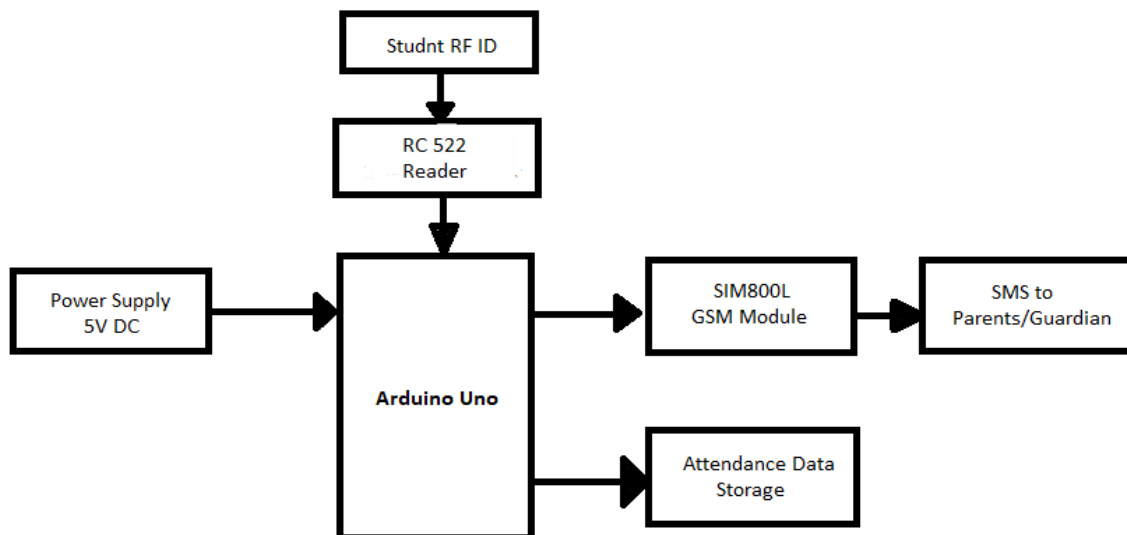 Studnt RF ID
RC 522
Reader
Power Supply
5V DC
Arduino Uno
SIM800L
GSM Module
SMS to
Parents/Guardian
Attendance Data
Storage